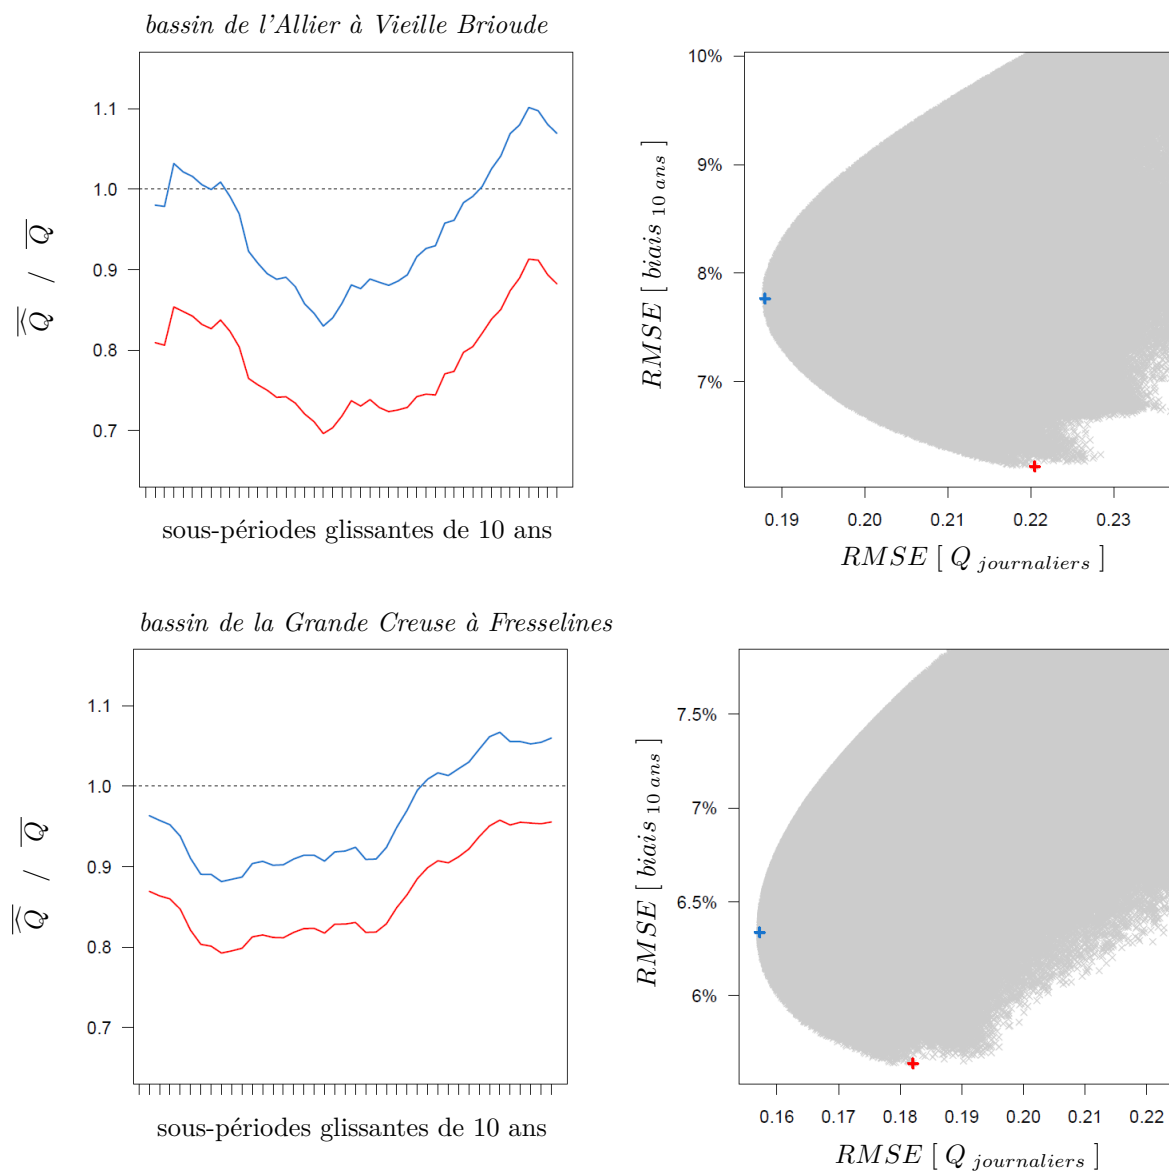 bassin de l'Allier à Vieille Brioude
1.1
1.0
0.9
0.8
0.7
Q̂ / Q
sous-périodes glissantes de 10 ans
10%
9%
8%
7%
RMSE [ biais 10 ans ]
0.19 0.20 0.21 0.22 0.23
RMSE [ Q journaliers ]
bassin de la Grande Creuse à Fresselines
1.1
1.0
0.9
0.8
0.7
Q̂ / Q
sous-périodes glissantes de 10 ans
7.5%
7%
6.5%
6%
RMSE [ biais 10 ans ]
0.16 0.17 0.18 0.19 0.20 0.21 0.22
RMSE [ Q journaliers ]